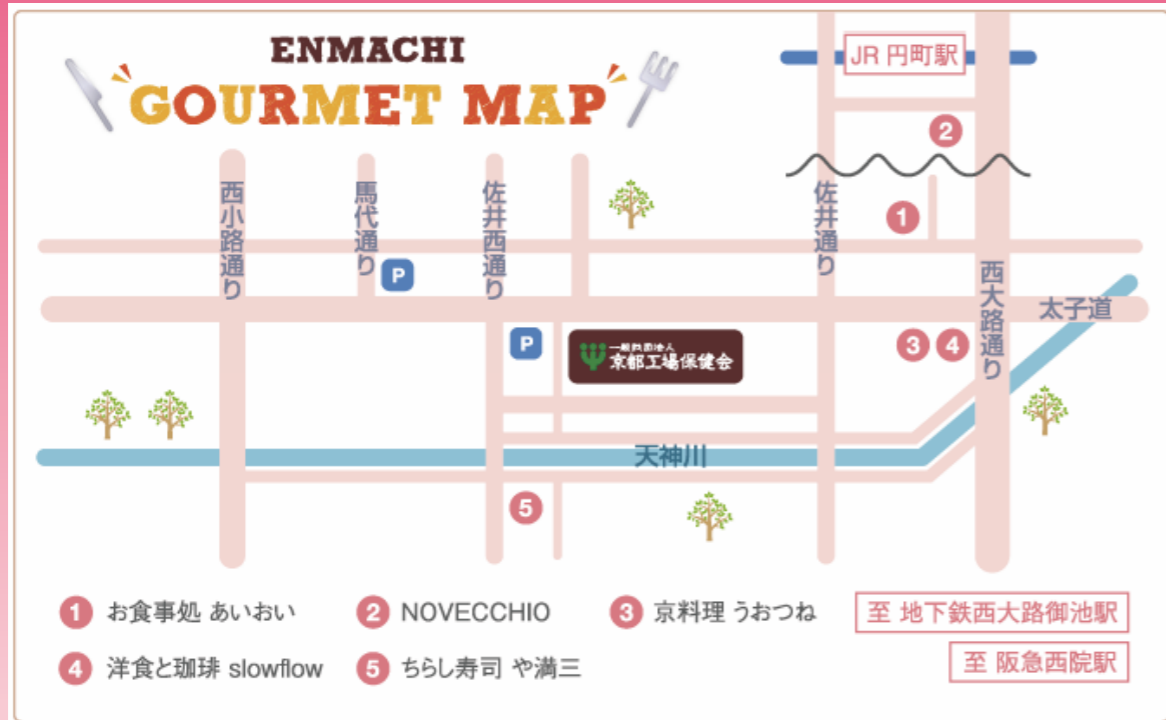 ENMACHI
GOURMET MAP
JR 円町駅
2
西小路通り
馬代通り
佐井西通り
佐井通り
1
P
西大路通り
太子道
P
一般財団法人
京都工場保健会
3 4
天神川
5
1 お食事処 あいおい
2 NOVECCHIO
3 京料理 うおつね
至 地下鉄西大路御池駅
4 洋食と珈琲 slowflow
5 ちらし寿司 や満三
至 阪急西院駅